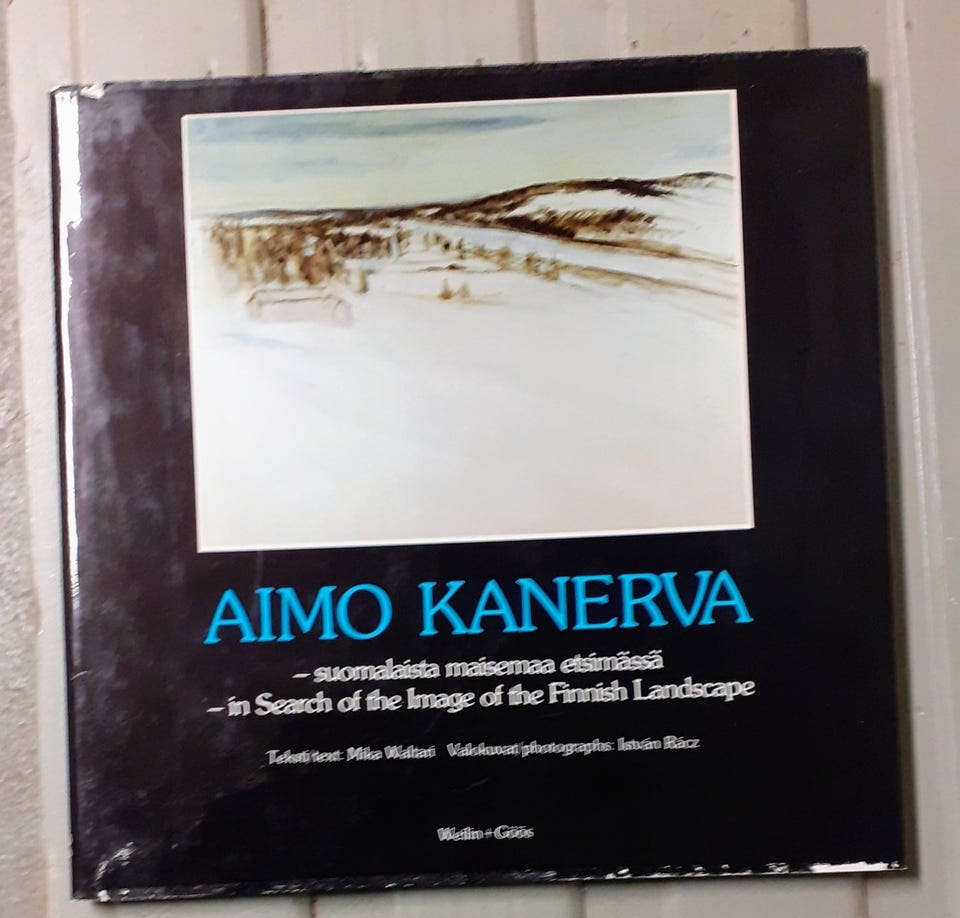 AIMO KANERVA
– suomalaista maisemaa etsimässä
– in Search of the Image of the Finnish Landscape
Teksti/text: Mika Waltari Valokuvat/photographs: István Rácz
Weilin+Göös